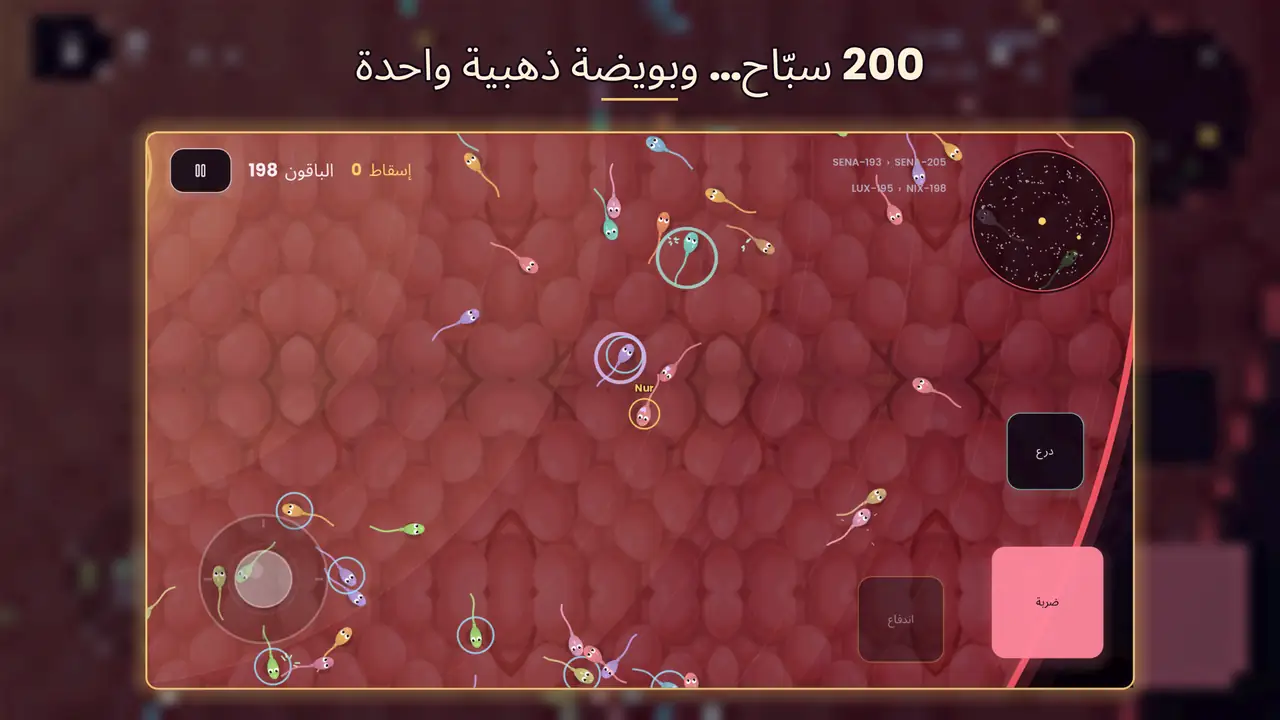 200 سبّاح... وبويضة ذهبية واحدة
الباقون 198 إسقاط 0
SENA-193 › SENA-205
LUX-195 › NIX-198
Nur
درع
اندفاع
ضربة